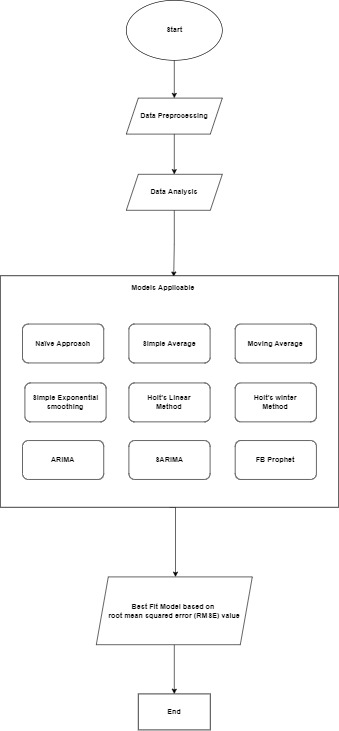 Start
Data Preprocessing
Data Analysis
Models Applicable
Naïve Approach
Simple Average
Moving Average
Simple Exponential
smoothing
Holt's Linear
Method
Holt's winter
Method
ARIMA
SARIMA
FB Prophet
Best Fit Model based on
root mean squared error (RMSE) value
End